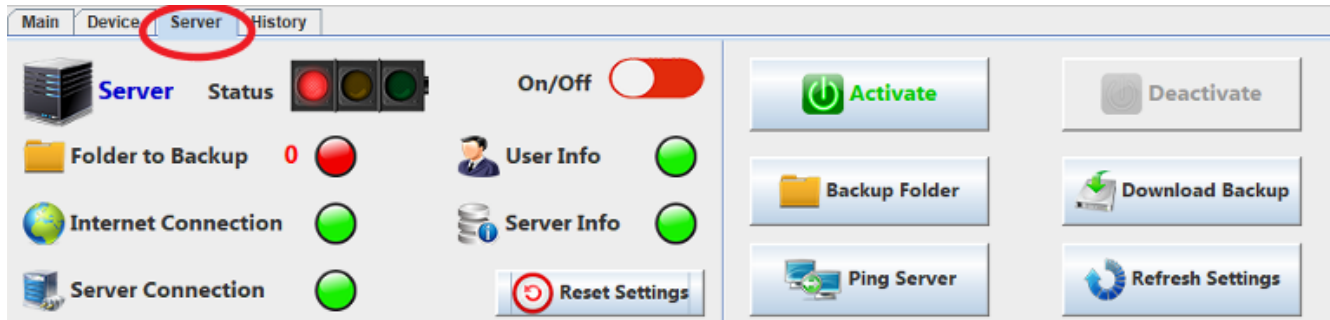 Main Device Server History
Server Status On/Off
Folder to Backup 0 User Info
Internet Connection Server Info
Server Connection Reset Settings
Activate Deactivate
Backup Folder Download Backup
Ping Server Refresh Settings